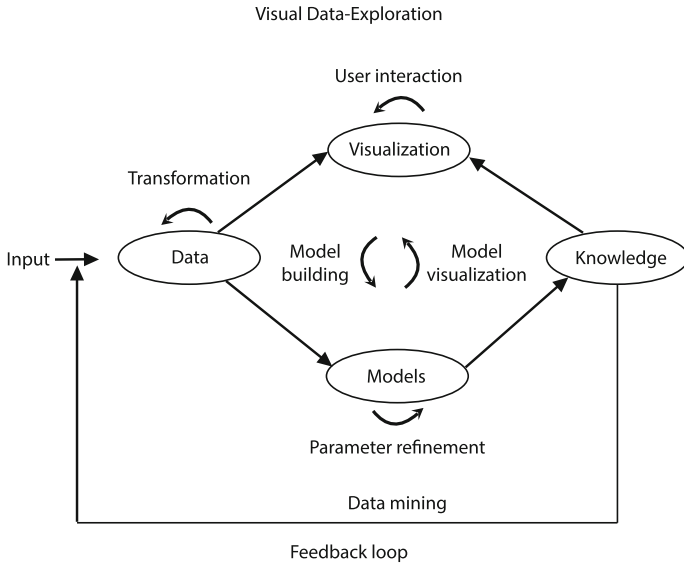 Visual Data-Exploration
User interaction
Visualization
Transformation
Input
Data
Model
building
Model
visualization
Knowledge
Models
Parameter refinement
Data mining
Feedback loop